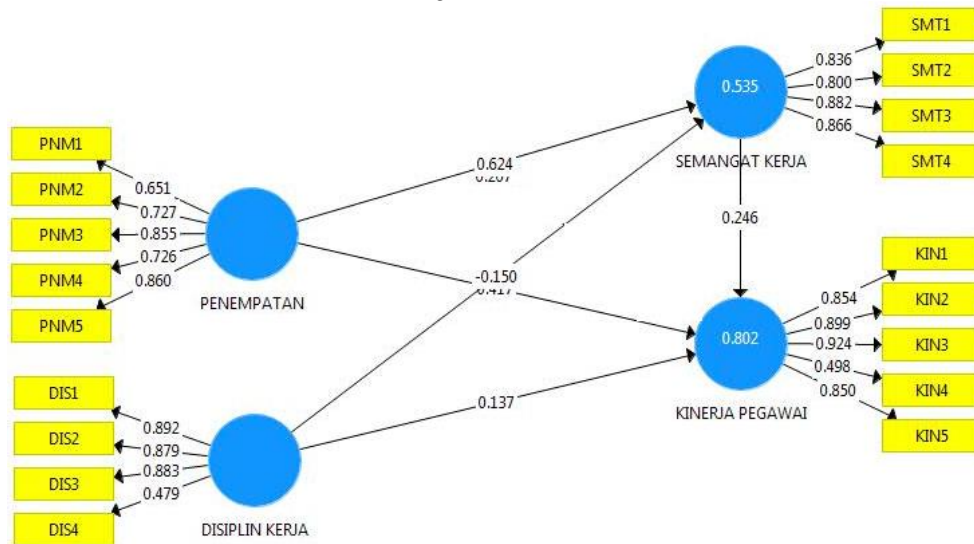 SMT1
0.836
SMT2
0.800
0.535
0.882
SMT3
0.866
SMT4
SEMANGAT KERJA
PNM1
0.651
PNM2
0.727
PNM3
0.855
PNM4
0.726
PNM5
0.860
PENEMPATAN
0.624
0.246
-0.150
KIN1
0.854
KIN2
0.899
0.802
0.924
KIN3
0.498
KIN4
0.850
KIN5
KINERJA PEGAWAI
0.137
DIS1
0.892
DIS2
0.879
DIS3
0.883
0.479
DIS4
DISIPLIN KERJA